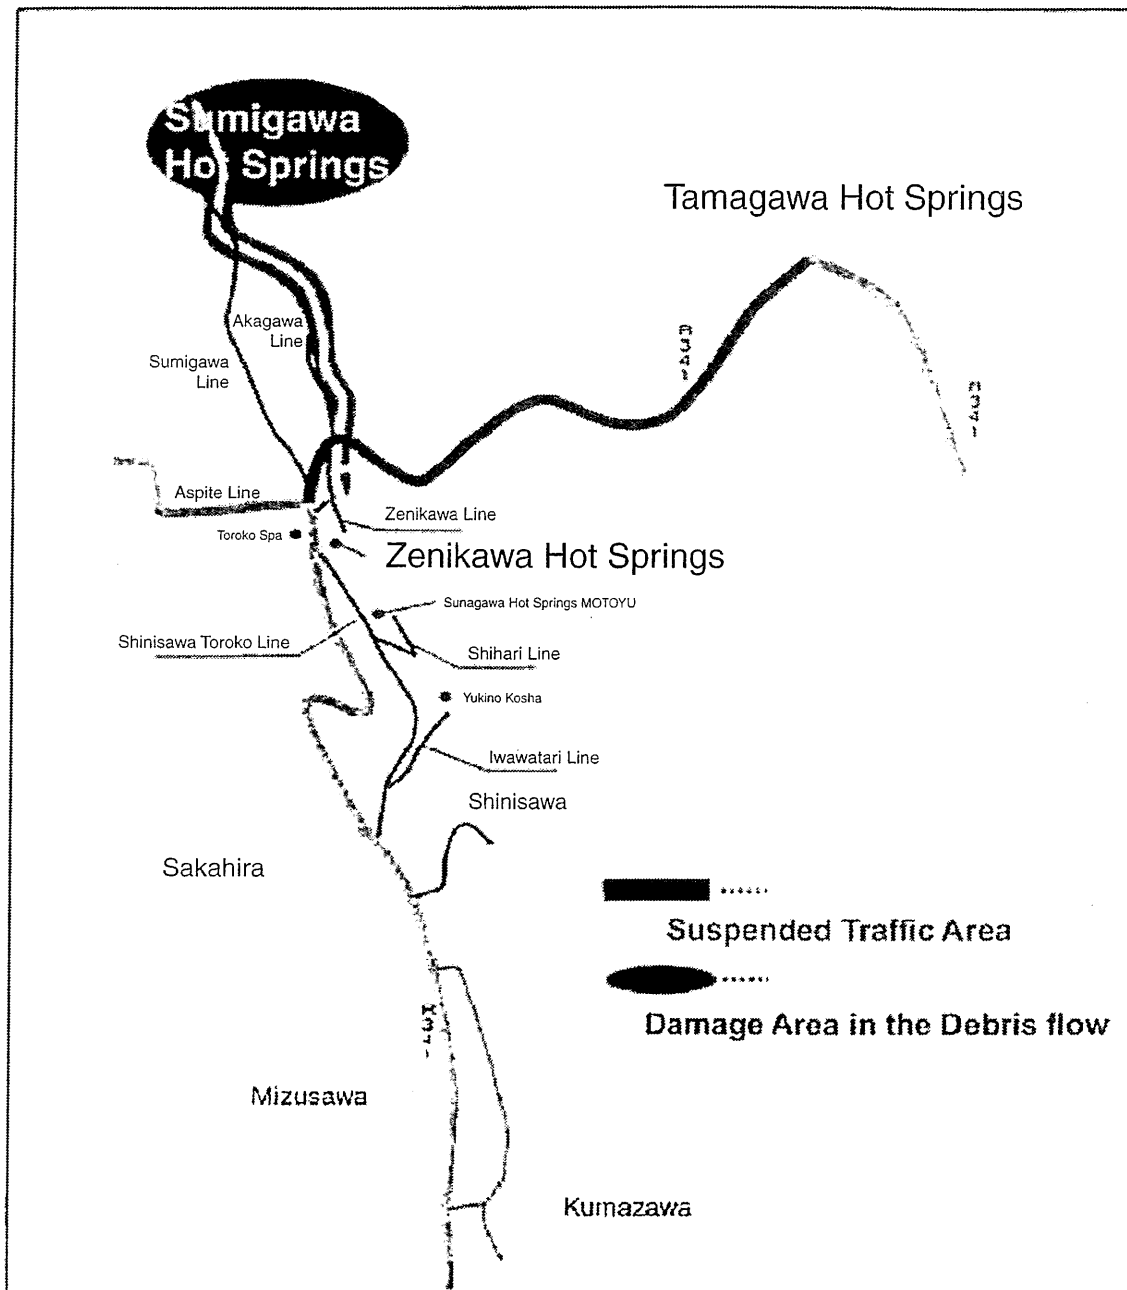 Sumigawa
Hot Springs
Tamagawa Hot Springs
Akagawa
Line
Sumigawa
Line
Aspite Line
Zenikawa Line
Toroko Spa
Zenikawa Hot Springs
Sunagawa Hot Springs MOTOYU
Shinisawa Toroko Line
Shihari Line
Yukino Kosha
Iwawatari Line
Shinisawa
Sakahira
Suspended Traffic Area
Damage Area in the Debris flow
Mizusawa
Kumazawa